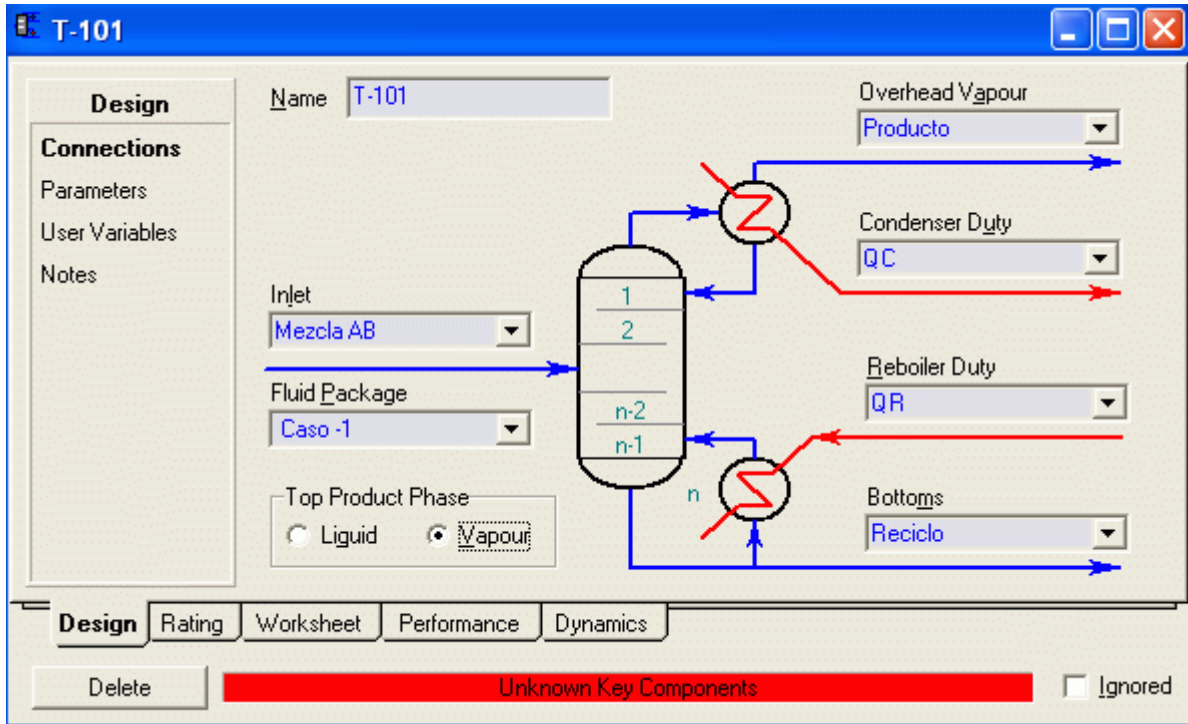 T-101
Design
Connections
Parameters
User Variables
Notes
Name
T-101
Inlet
Mezcla AB
Fluid Package
Caso -1
Top Product Phase
Liquid
Vapour
1
2
n-2
n-1
n
Overhead Vapour
Producto
Condenser Duty
QC
Reboiler Duty
QR
Bottoms
Reciclo
Design
Rating
Worksheet
Performance
Dynamics
Delete
Unknown Key Components
Ignored